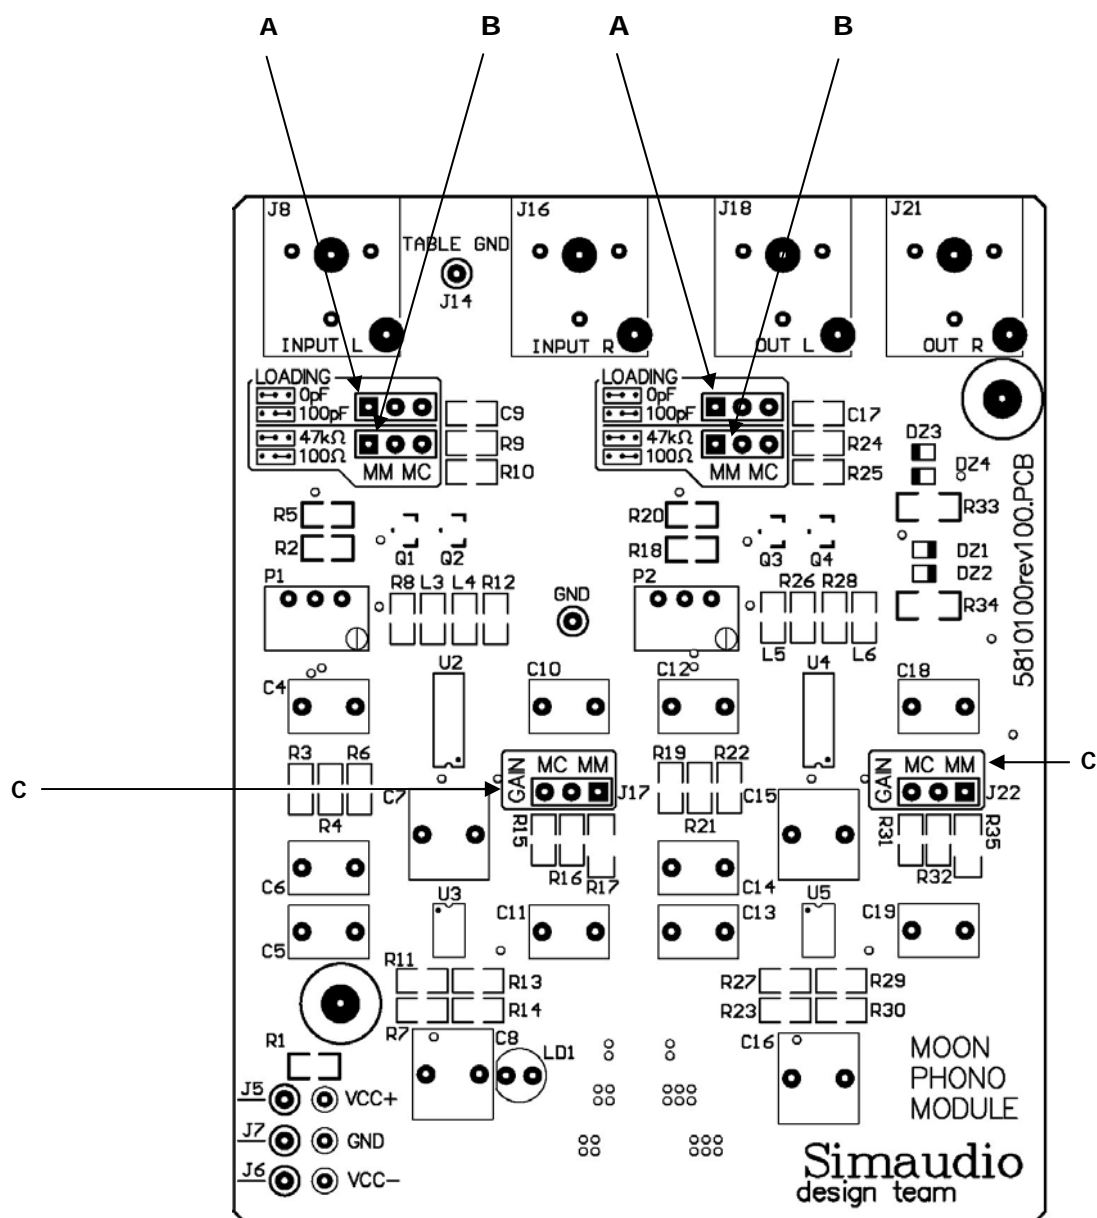 A B A B
J8 J16 J18 J21
TABLE GND
J14
INPUT L INPUT R OUT L OUT R
LOADING LOADING
0pF 0pF
100pF C9 100pF C17
47kΩ R9 47kΩ R24 DZ3
100Ω R10 100Ω R25 DZ4
MM MC MM MC
R5 R20 R33
R2 Q1 Q2 R18 Q3 Q4 DZ1
P1 P2 DZ2
R8 L3 L4 R12 GND R26 R28
R34
L5 L6
5810100rev100.PCB
U2 U4
C4 C10 C12 C18
R3 R6 MC MM R19 R22 MC MM C
C GAIN J17 GAIN J22
C7 C15
R4 R15 R21 R31 R35
R16 R32
C6 R17 C14
U3 U5
C11 C13 C19
C5
R11 R13 R27 R29
R7 R14 R23 R30
R1 C8 LD1 C16
MOON
PHONO
MODULE
J5 VCC+
J7 GND
J6 VCC-
Simaudio
design team